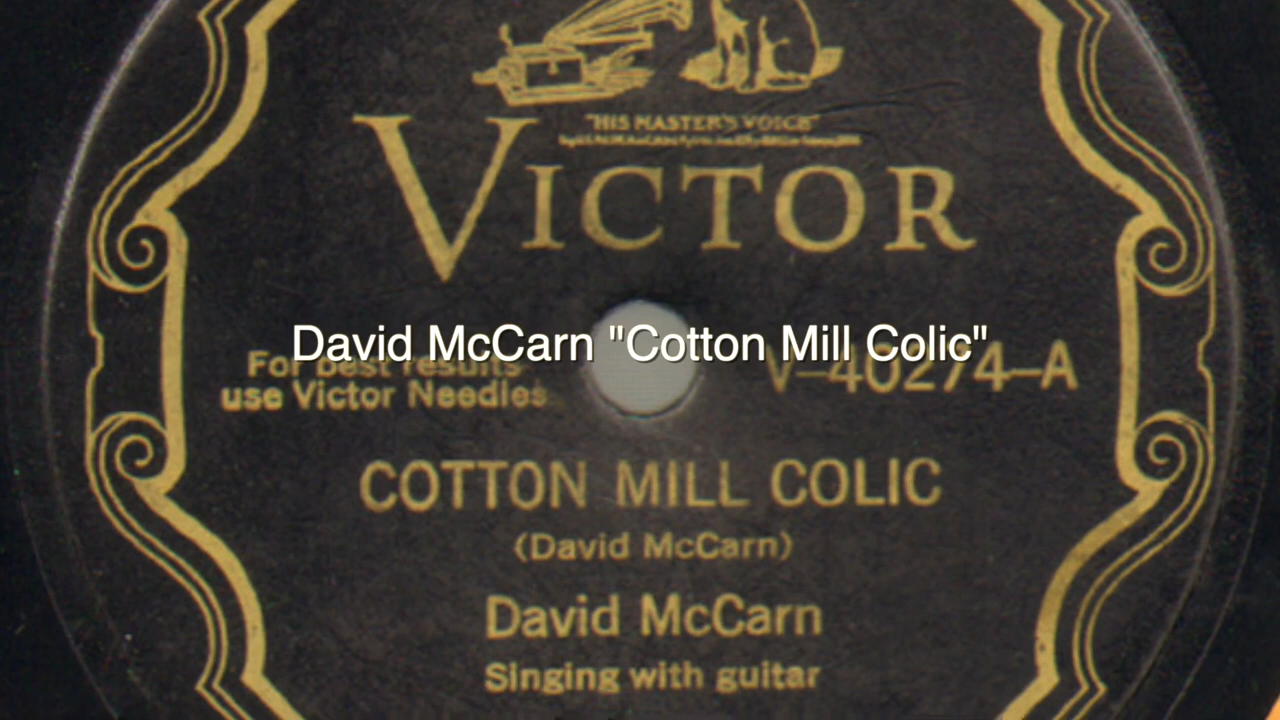 "HIS MASTER'S VOICE"
VICTOR
David McCarn "Cotton Mill Colic"
For best results
use Victor Needles
V-40274-A
COTTON MILL COLIC
(David McCarn)
David McCarn
Singing with guitar